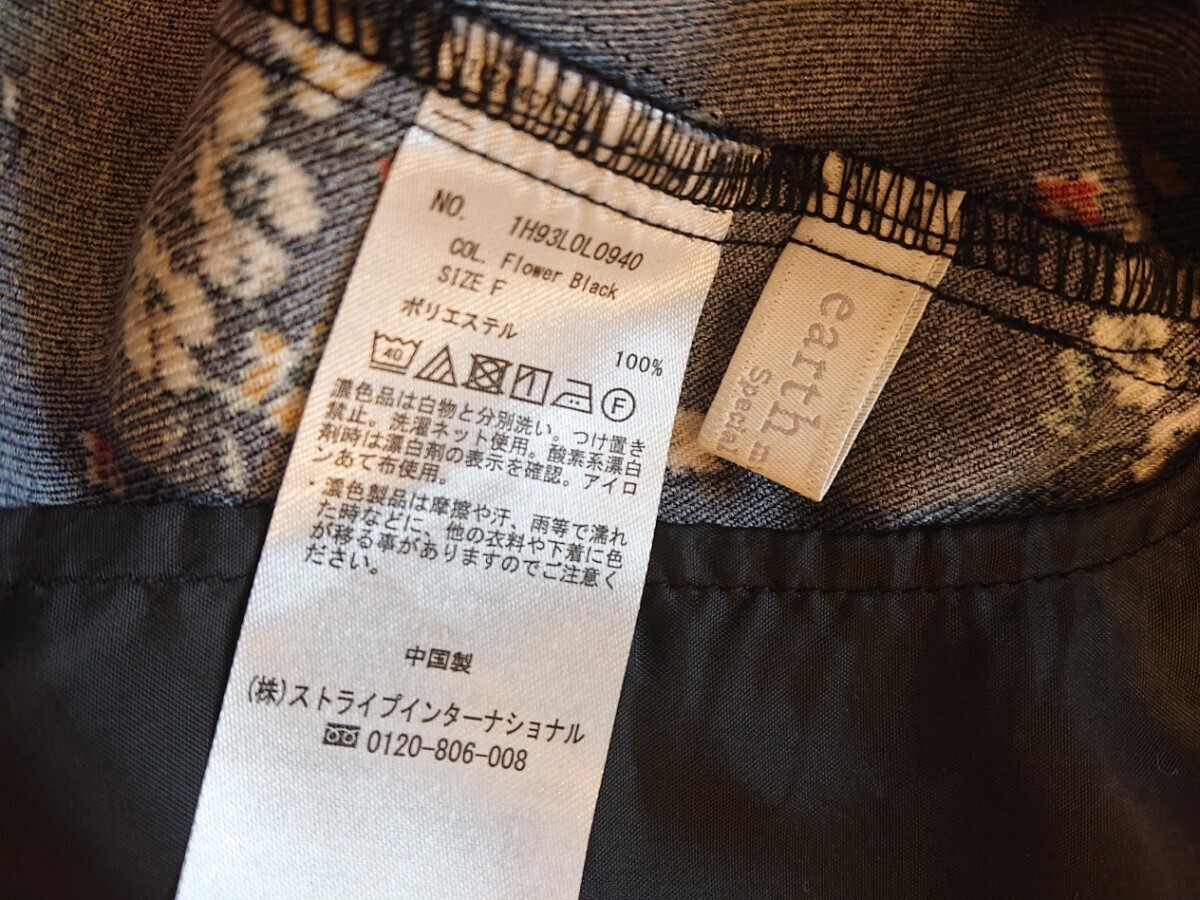 NO. 1H93L0L0940
COL. Flower Black
SIZE F
ポリエステル 100%
40
F
濃色品は白物と分別洗い。つけ置き
禁止。洗濯ネット使用。酸素系漂白
剤時は漂白剤の表示を確認。アイロ
ンあて布使用。
・濃色製品は摩擦や汗、雨等で濡れ
た時などに、他の衣料や下着に色
が移る事がありますのでご注意く
ださい。
中国製
(株)ストライプインターナショナル
0120-806-008
earth m
Special